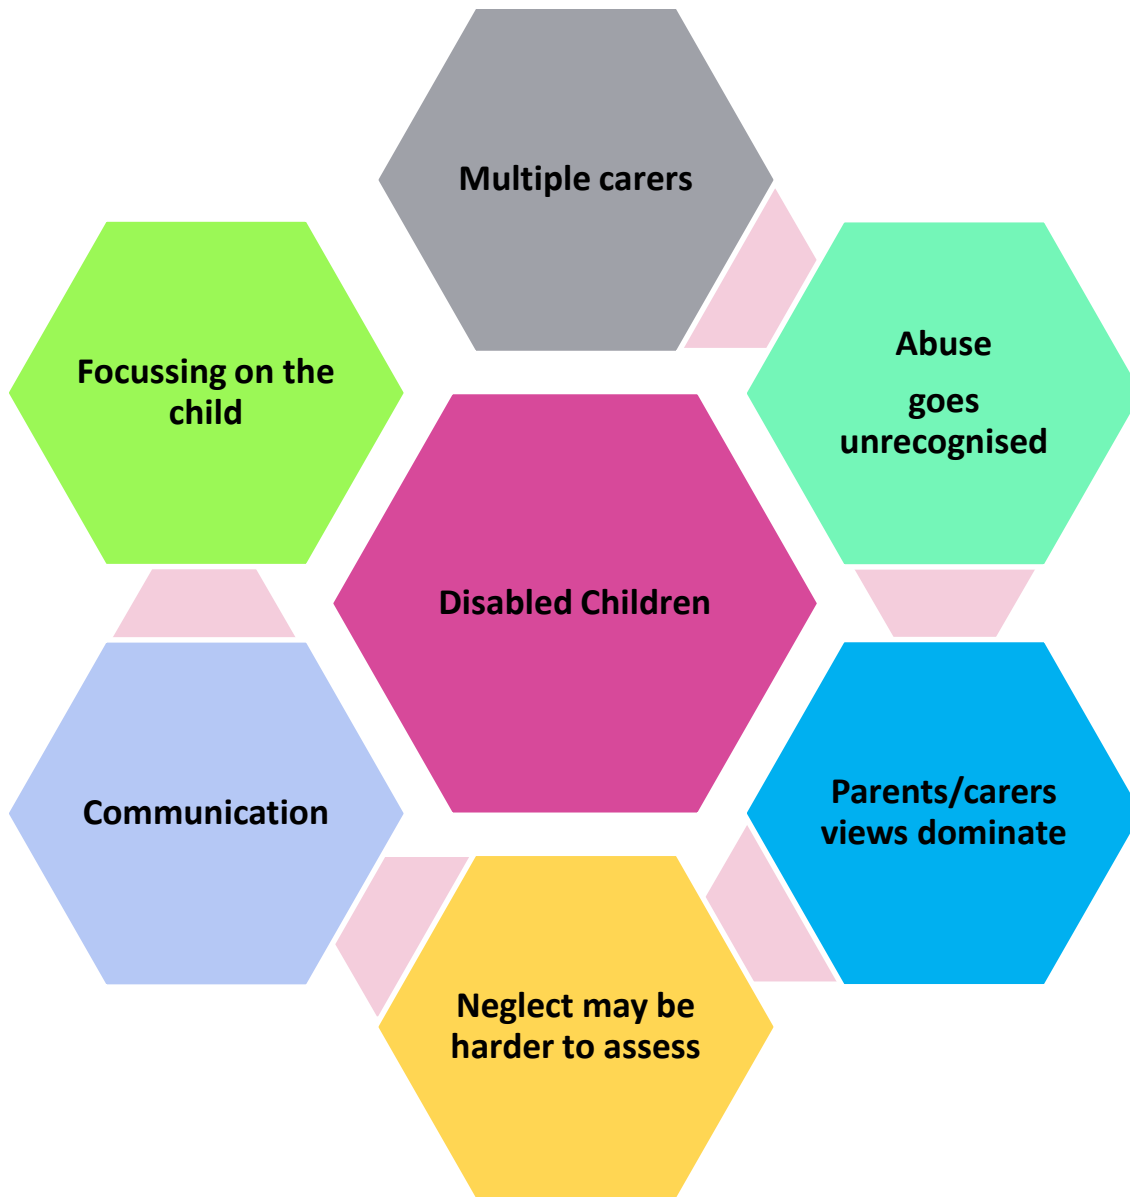 Multiple carers
Focussing on the
child
Abuse
goes
unrecognised
Disabled Children
Communication
Parents/carers
views dominate
Neglect may be
harder to assess